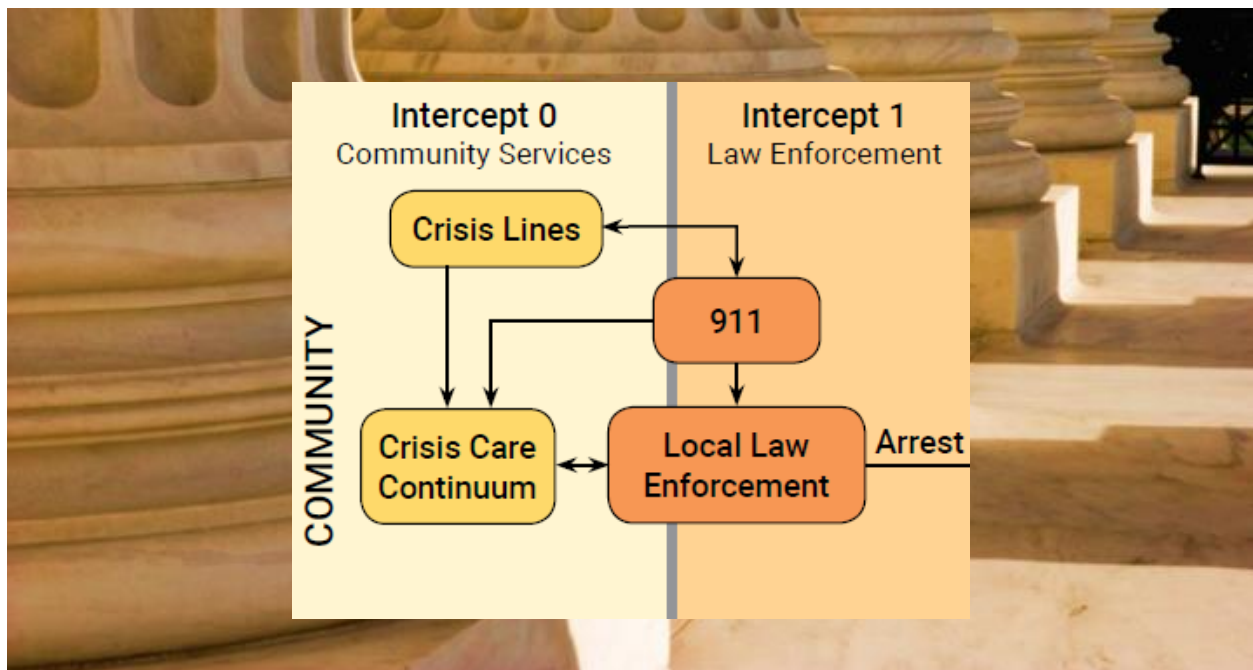 Intercept 0
Community Services
Intercept 1
Law Enforcement
Crisis Lines
911
COMMUNITY
Crisis Care
Continuum
Local Law
Enforcement
Arrest